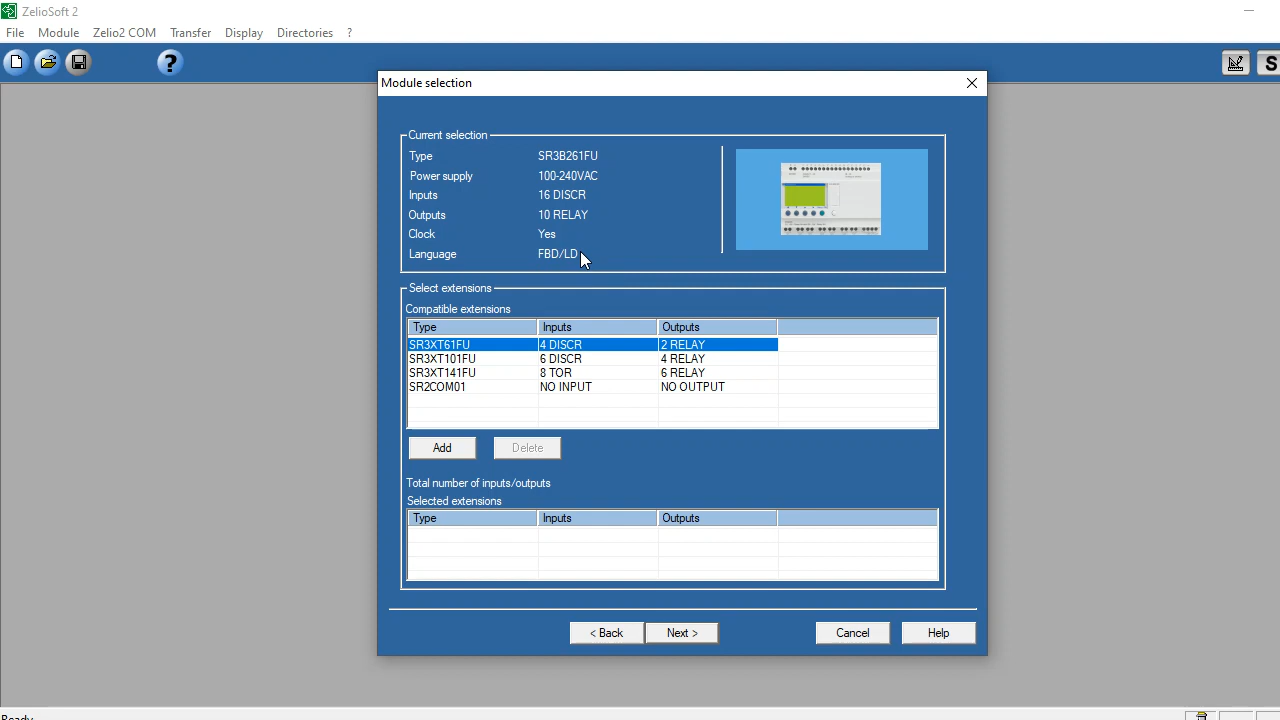 ZelioSoft 2
File Module Zelio2 COM Transfer Display Directories ?
?
S
Module selection
Current selection
Type SR3B261FU
Power supply 100-240VAC
Inputs 16 DISCR
Outputs 10 RELAY
Clock Yes
Language FBD/LD
Select extensions
Compatible extensions
Type Inputs Outputs
SR3XT61FU 4 DISCR 2 RELAY
SR3XT101FU 6 DISCR 4 RELAY
SR3XT141FU 8 TOR 6 RELAY
SR2COM01 NO INPUT NO OUTPUT
Add Delete
Total number of inputs/outputs
Selected extensions
Type Inputs Outputs
< Back Next > Cancel Help
Ready